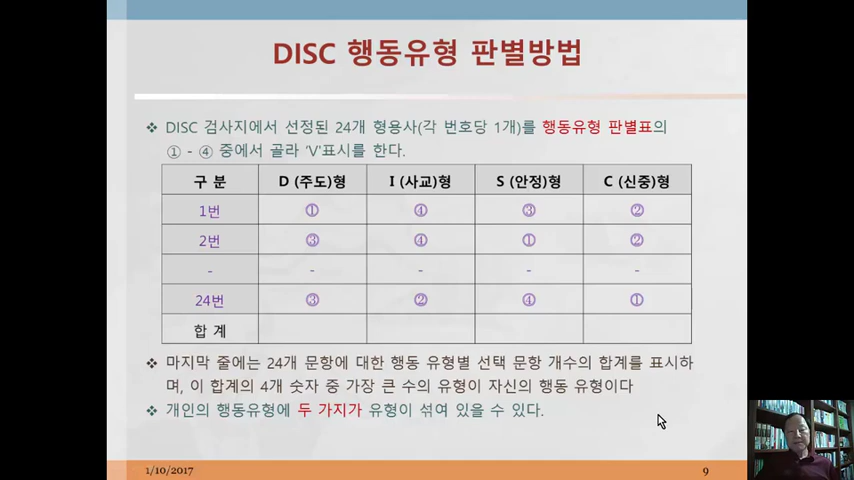 DISC 행동유형 판별방법
❖ DISC 검사지에서 선정된 24개 형용사(각 번호당 1개)를 행동유형 판별표의
① - ④ 중에서 골라 'V'표시를 한다.
구 분 D (주도)형 I (사교)형 S (안정)형 C (신중)형
1번 ① ④ ③ ②
2번 ③ ④ ① ②
- - - - -
24번 ③ ② ④ ①
합 계
❖ 마지막 줄에는 24개 문항에 대한 행동 유형별 선택 문항 개수의 합계를 표시하
며, 이 합계의 4개 숫자 중 가장 큰 수의 유형이 자신의 행동 유형이다
❖ 개인의 행동유형에 두 가지가 유형이 섞여 있을 수 있다.
1/10/2017 9